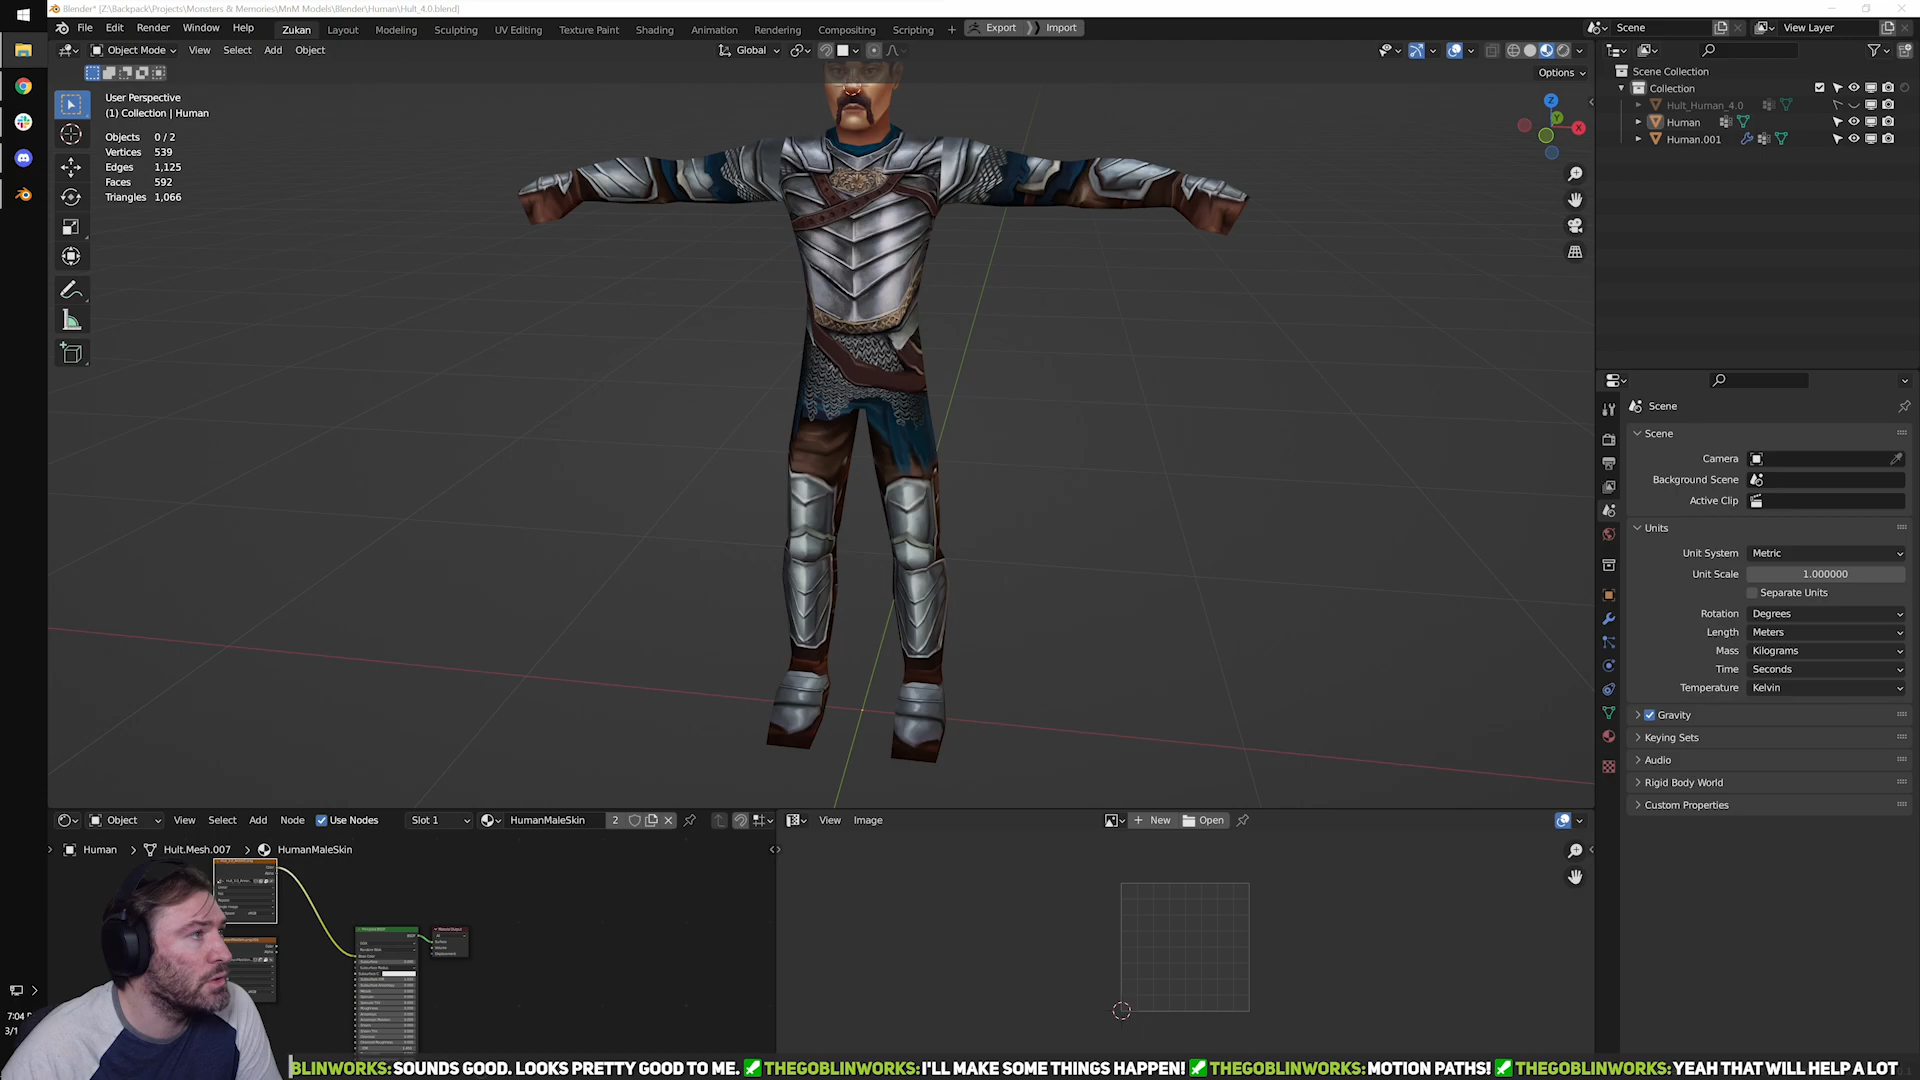 Blender* [Z:\Backpack\Projects\Monsters & Memories\MnM Models\Blender\Human\Hult_4.0.blend]
File Edit Render Window Help Zukan Layout Modeling Sculpting UV Editing Texture Paint Shading Animation Rendering Compositing Scripting + Export Import Scene View Layer
Object Mode View Select Add Object Global
Options
User Perspective
(1) Collection | Human
Objects 0 / 2
Vertices 539
Edges 1,125
Faces 592
Triangles 1,066
Z
Y
X
Scene Collection
Collection
Hult_Human_4.0
Human
Human.001
Scene
Scene
Camera
Background Scene
Active Clip
Units
Unit System Metric
Unit Scale 1.000000
Separate Units
Rotation Degrees
Length Meters
Mass Kilograms
Time Seconds
Temperature Kelvin
Gravity
Keying Sets
Audio
Rigid Body World
Custom Properties
Object View Select Add Node Use Nodes Slot 1 HumanMaleSkin 2
View Image + New Open
Human > Hult.Mesh.007 > HumanMaleSkin
7:04
3/1
BLINWORKS: SOUNDS GOOD. LOOKS PRETTY GOOD TO ME. THEGOBLINWORKS: I'LL MAKE SOME THINGS HAPPEN! THEGOBLINWORKS: MOTION PATHS! THEGOBLINWORKS: YEAH THAT WILL HELP A LOT